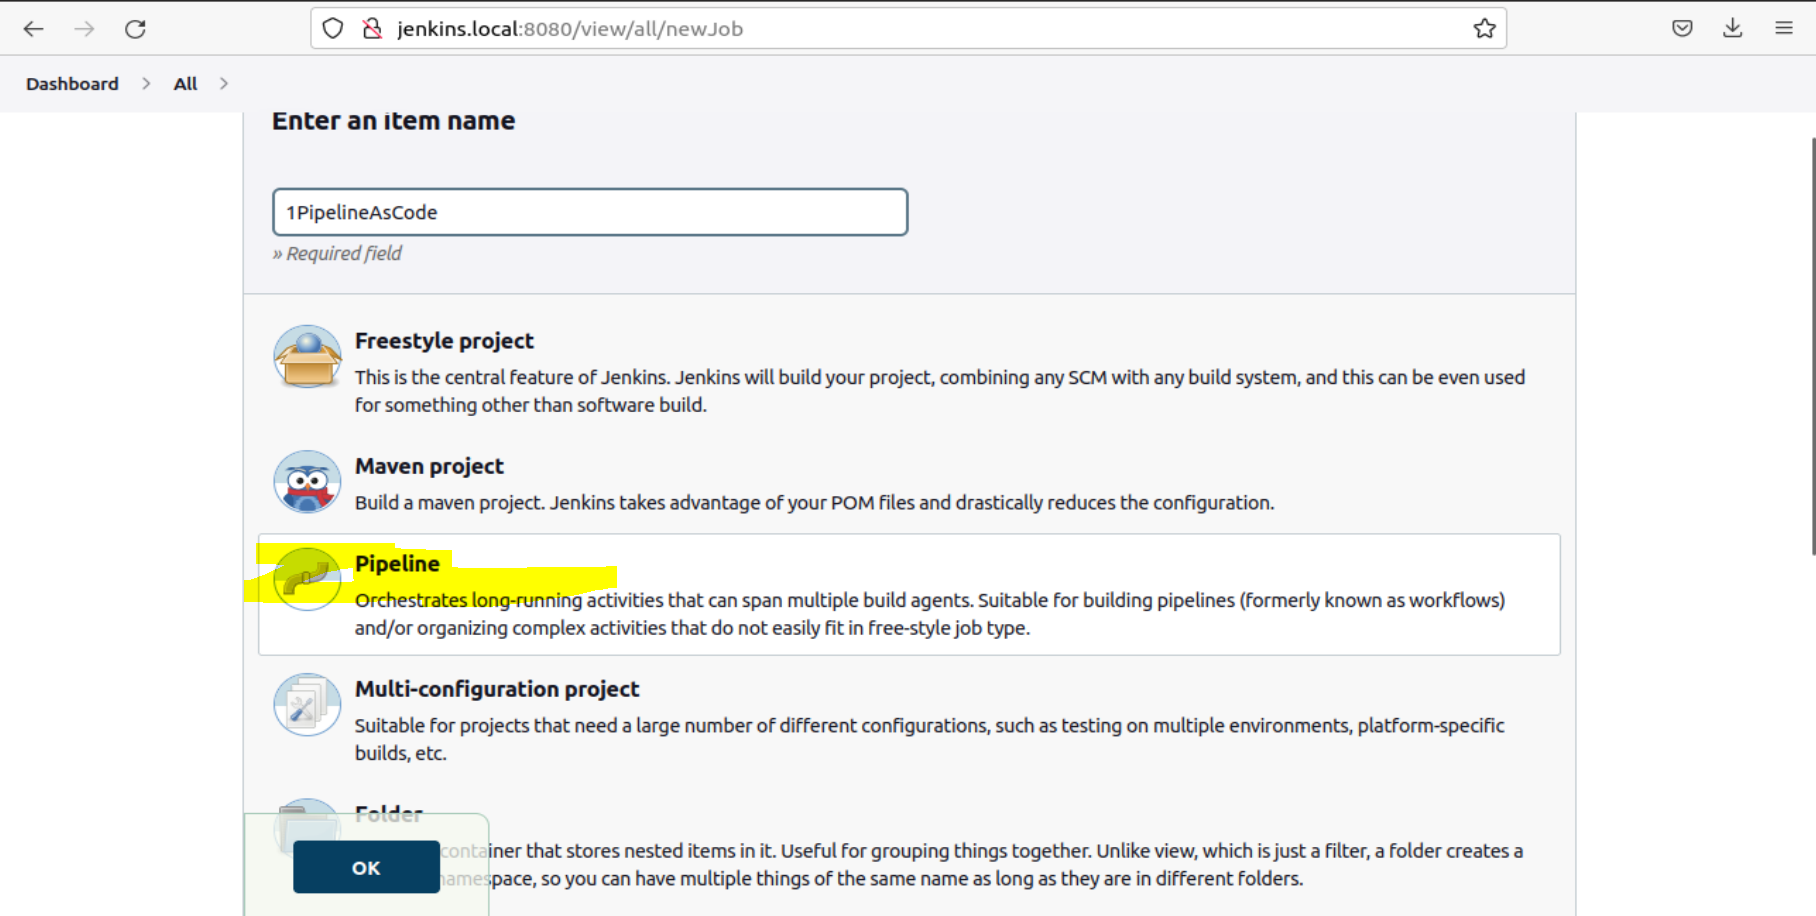 jenkins.local:8080/view/all/newJob
Dashboard > All >
Enter an item name
1PipelineAsCode
» Required field
Freestyle project
This is the central feature of Jenkins. Jenkins will build your project, combining any SCM with any build system, and this can be even used
for something other than software build.
Maven project
Build a maven project. Jenkins takes advantage of your POM files and drastically reduces the configuration.
Pipeline
Orchestrates long-running activities that can span multiple build agents. Suitable for building pipelines (formerly known as workflows)
and/or organizing complex activities that do not easily fit in free-style job type.
Multi-configuration project
Suitable for projects that need a large number of different configurations, such as testing on multiple environments, platform-specific
builds, etc.
Folder
container that stores nested items in it. Useful for grouping things together. Unlike view, which is just a filter, a folder creates a
namespace, so you can have multiple things of the same name as long as they are in different folders.
OK